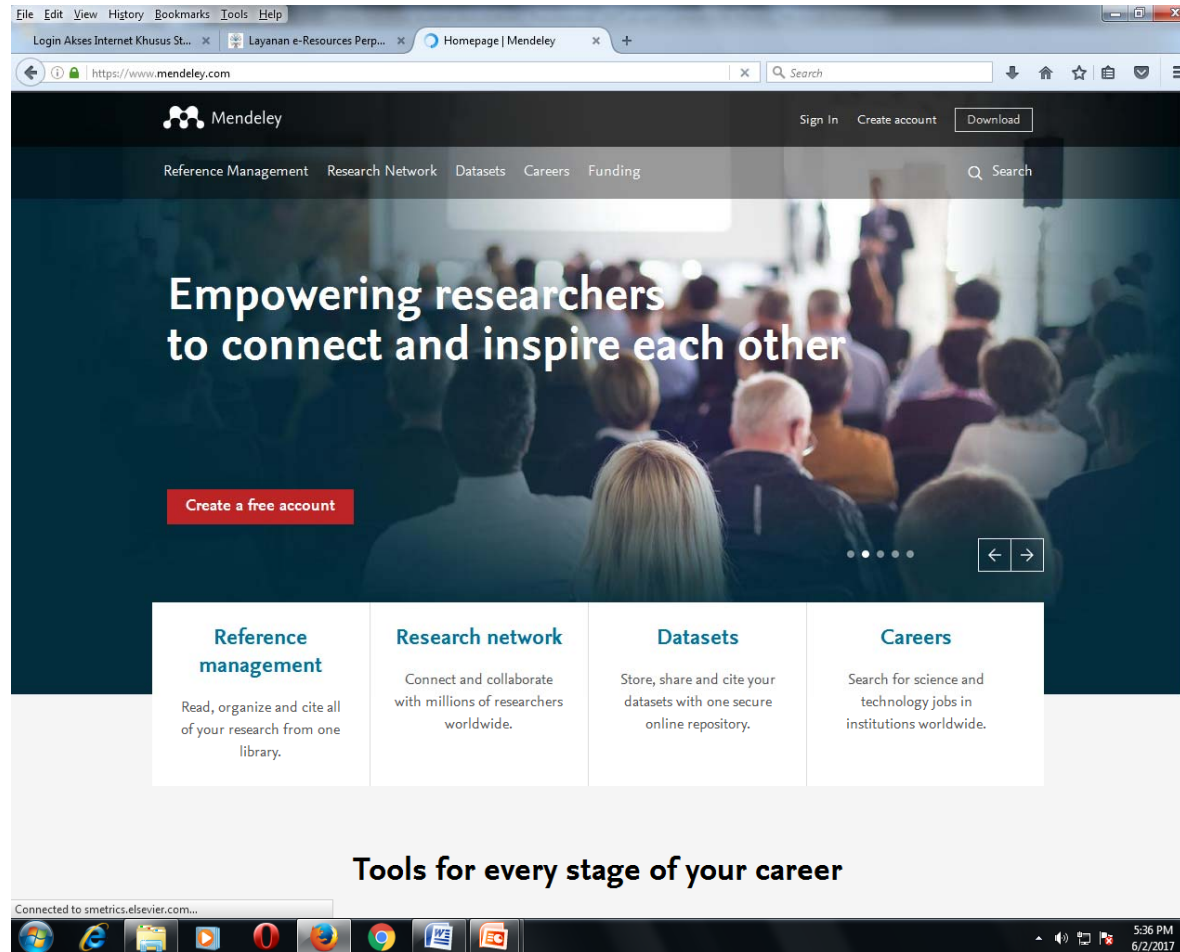 File Edit View History Bookmarks Tools Help
Login Akses Internet Khusus St... Layanan e-Resources Perp... Homepage | Mendeley
https://www.mendeley.com Search
Mendeley Sign In Create account Download
Reference Management Research Network Datasets Careers Funding Search
Empowering researchers
to connect and inspire each other
Create a free account
Reference
management
Read, organize and cite all
of your research from one
library.
Research network
Connect and collaborate
with millions of researchers
worldwide.
Datasets
Store, share and cite your
datasets with one secure
online repository.
Careers
Search for science and
technology jobs in
institutions worldwide.
Tools for every stage of your career
Connected to smetrics.elsevier.com...
5:36 PM
6/2/2017